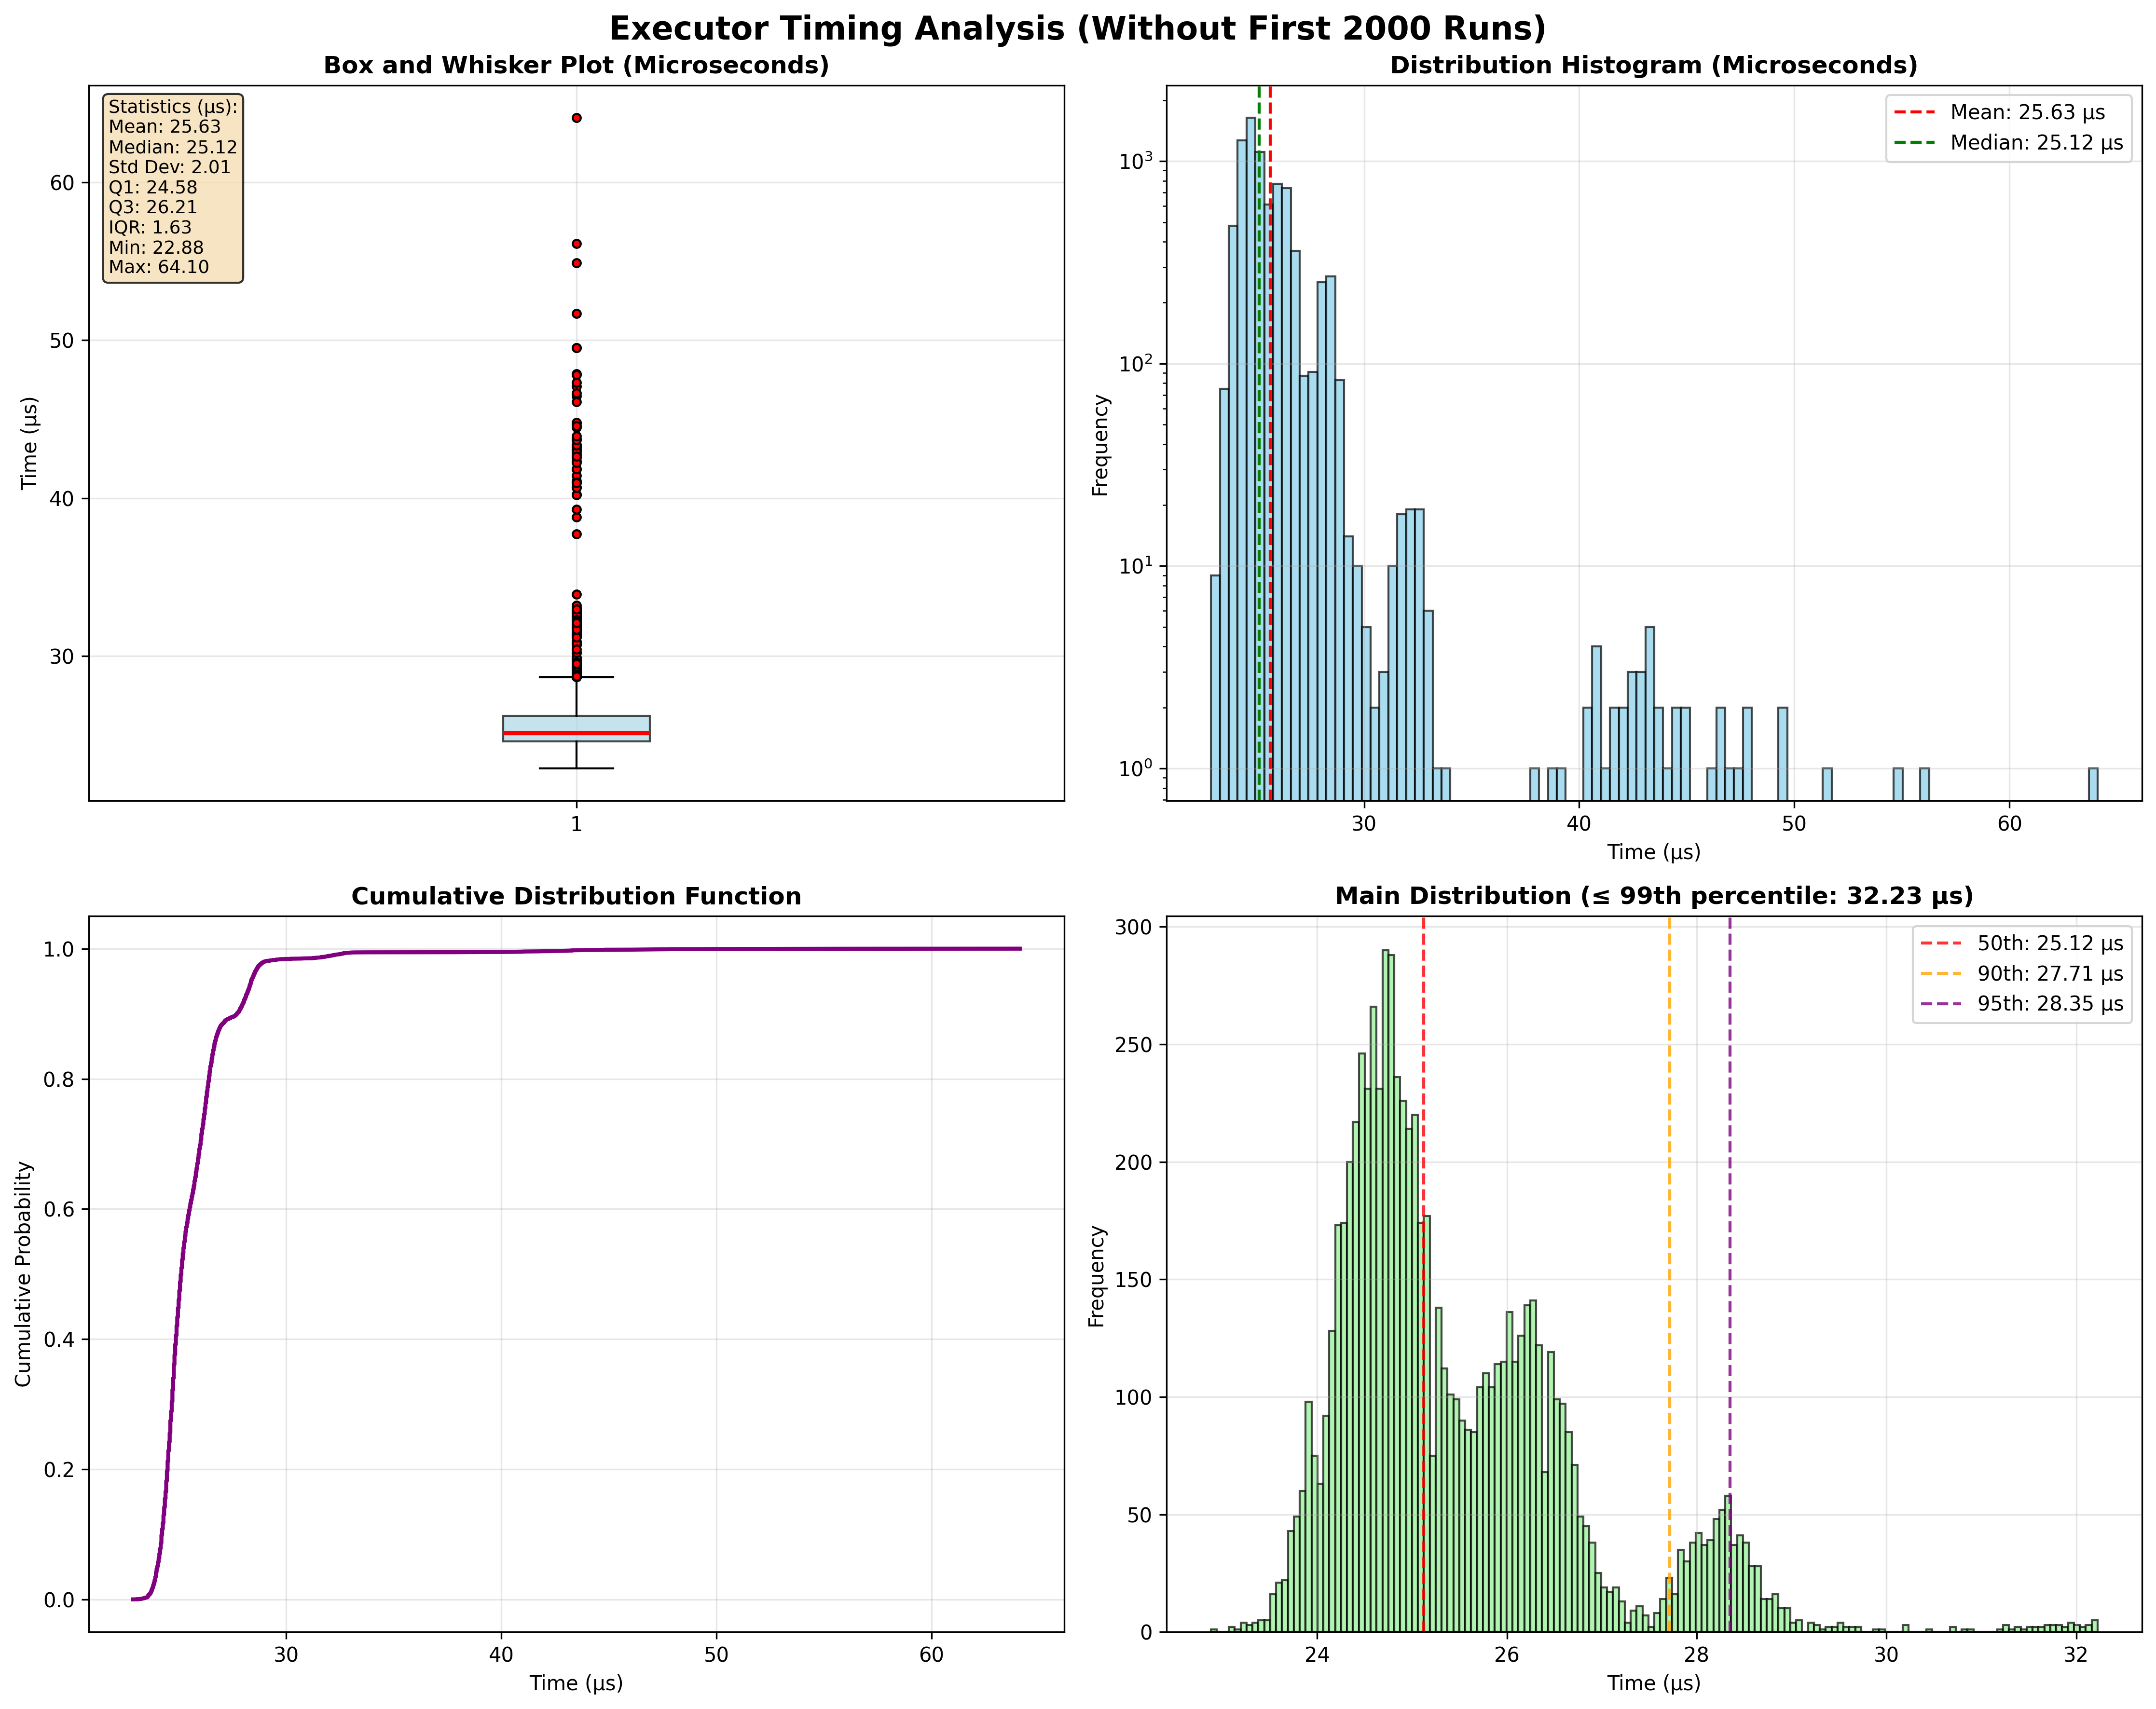 Executor Timing Analysis (Without First 2000 Runs)
Box and Whisker Plot (Microseconds)
Statistics (μs):
Mean: 25.63
Median: 25.12
Std Dev: 2.01
Q1: 24.58
Q3: 26.21
IQR: 1.63
Min: 22.88
Max: 64.10
Time (μs)
60
50
40
30
1
Distribution Histogram (Microseconds)
Mean: 25.63 μs
Median: 25.12 μs
Frequency
10³
10²
10¹
10⁰
30 40 50 60
Time (μs)
Cumulative Distribution Function
Cumulative Probability
1.0
0.8
0.6
0.4
0.2
0.0
30 40 50 60
Time (μs)
Main Distribution (≤ 99th percentile: 32.23 μs)
50th: 25.12 μs
90th: 27.71 μs
95th: 28.35 μs
Frequency
300
250
200
150
100
50
0
24 26 28 30 32
Time (μs)